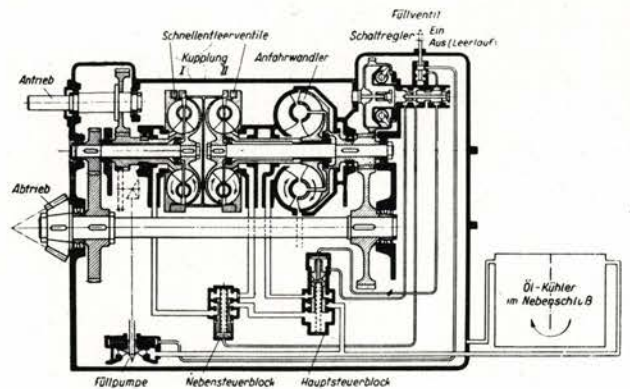 Füllventil
Ein
Aus (Leerlauf)
Schaltregler
Schnellentleerventile
Kupplung
I II
Anfahrwandler
Antrieb
Abtrieb
Öl-Kühler
im Nebenschluß
Füllpumpe
Nebensteuerblock
Hauptsteuerblock